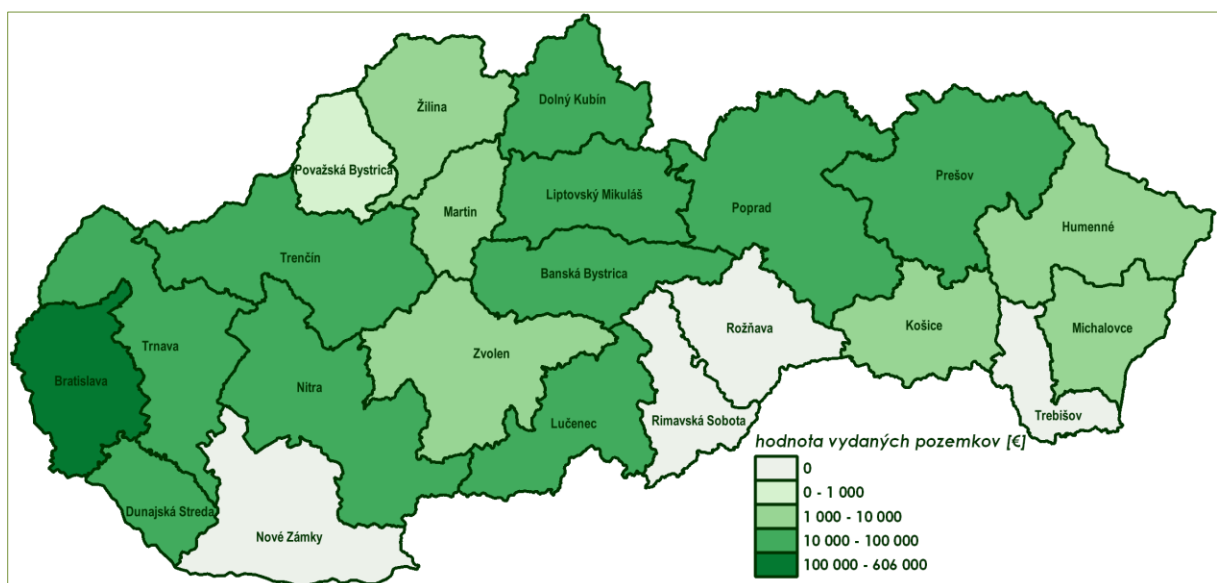 Žilina
Dolný Kubín
Považská Bystrica
Prešov
Liptovský Mikuláš
Martin
Poprad
Humenné
Trenčín
Banská Bystrica
Rožňava
Košice
Michalovce
Trnava
Zvolen
Bratislava
Nitra
Lučenec
Rimavská Sobota
Trebišov
Dunajská Streda
Nové Zámky
hodnota vydaných pozemkov [€]
0
0 - 1 000
1 000 - 10 000
10 000 - 100 000
100 000 - 606 000